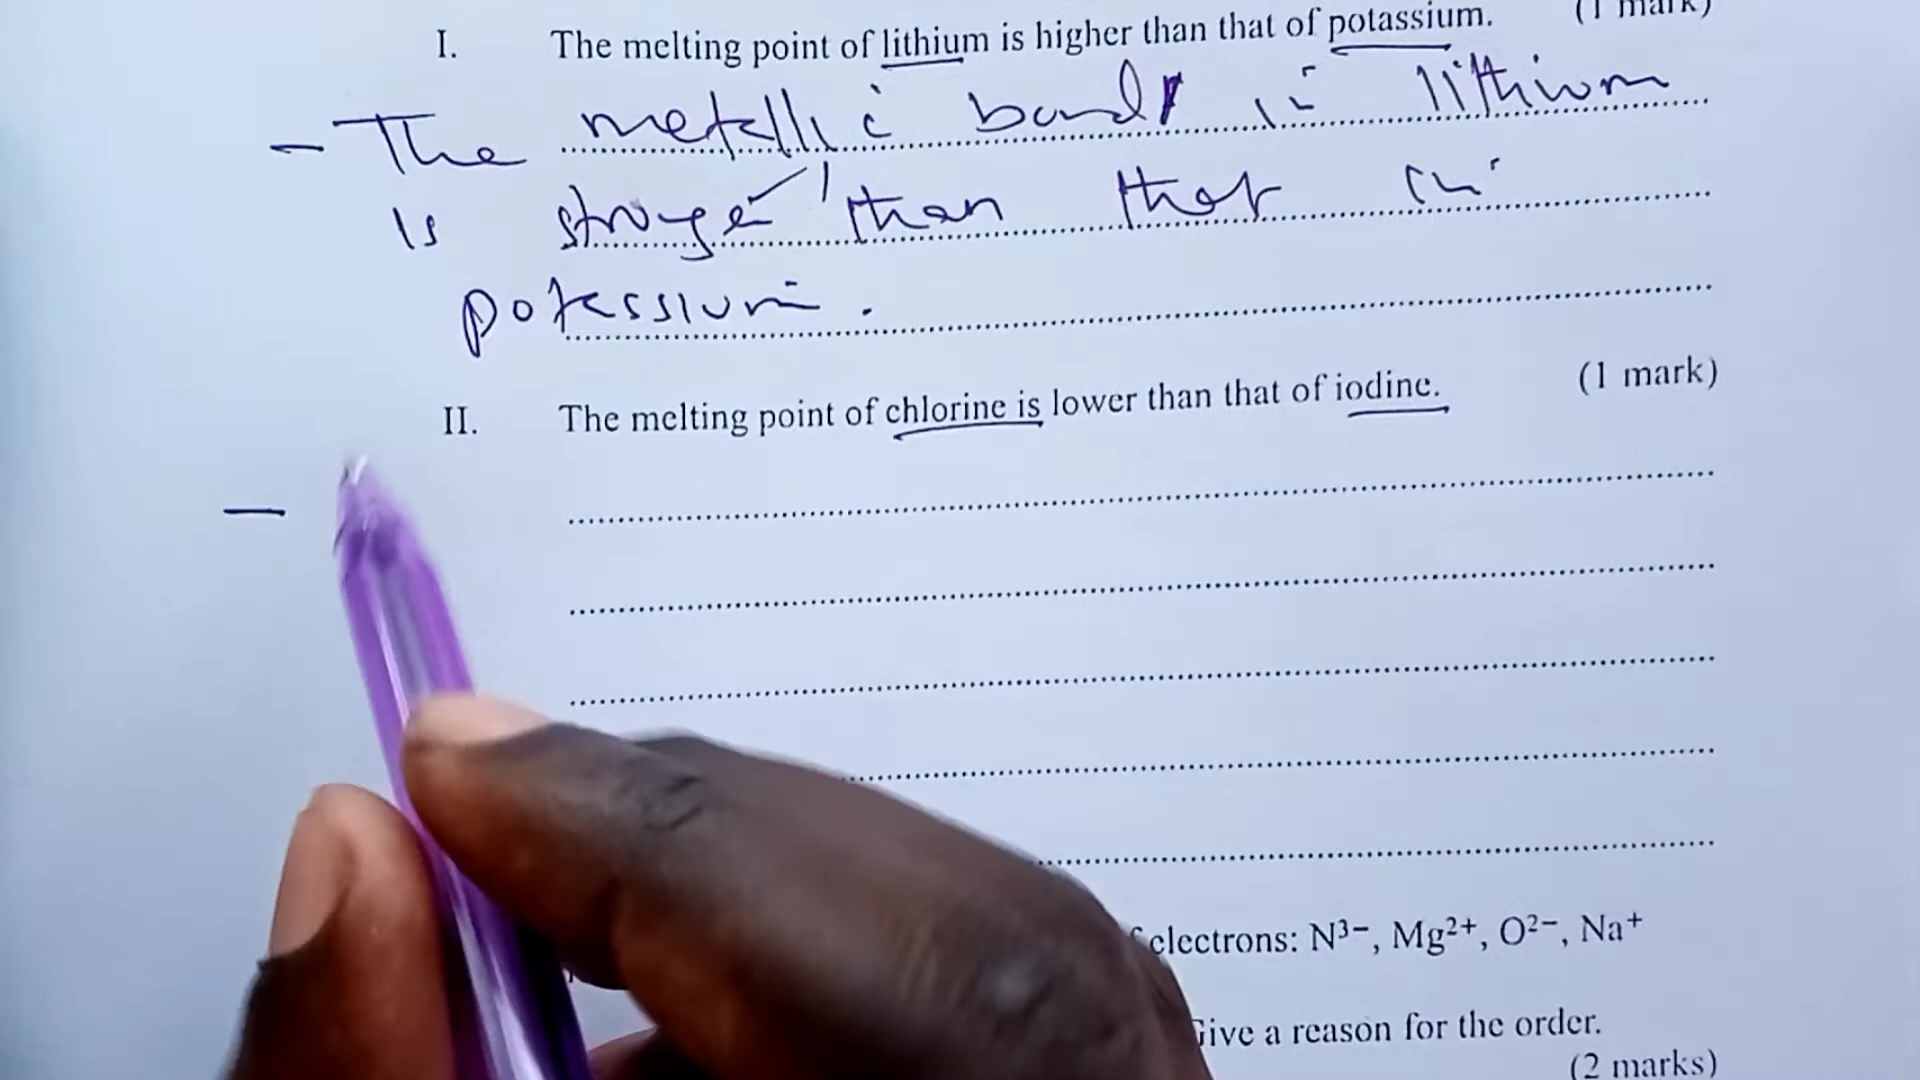 I. The melting point of lithium is higher than that of potassium. (1 mark)
- The metallic bond in lithium
is stronger than that in
potassium.
II. The melting point of chlorine is lower than that of iodine. (1 mark)
-
electrons: N³⁻, Mg²⁺, O²⁻, Na⁺
Give a reason for the order.
(2 marks)